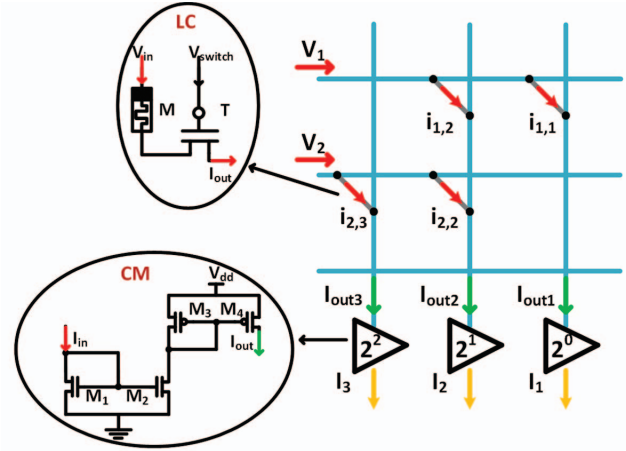 LC
V_in V_switch
M T
I_out
V_1
i_1,2 i_1,1
V_2
i_2,3 i_2,2
CM
V_dd
M_3 M_4
I_in I_out
M_1 M_2
I_out3 I_out2 I_out1
2^2 2^1 2^0
I_3 I_2 I_1